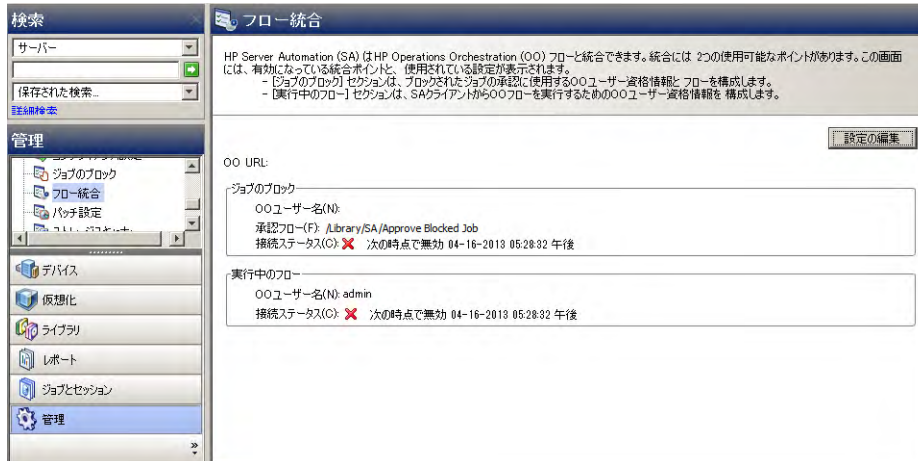 検索
サーバー
保存された検索...
詳細検索
管理
ジョブのブロック
フロー統合
パッチ設定
デバイス
仮想化
ライブラリ
レポート
ジョブとセッション
管理
フロー統合
HP Server Automation (SA) はHP Operations Orchestration (OO) フローと統合できます。統合には 2つの使用可能なポイントがあります。この画面
には、有効になっている統合ポイントと、使用されている設定が表示されます。
- [ジョブのブロック] セクションは、ブロックされたジョブの承認に使用するOOユーザー資格情報と フローを構成します。
- [実行中のフロー] セクションは、SAクライアントからOOフローを実行するためのOOユーザー資格情報を 構成します。
設定の編集
OO URL:
ジョブのブロック
OOユーザー名(N):
承認フロー(F): /Library/SA/Approve Blocked Job
接続ステータス(C): 次の時点で無効 04-16-2013 05:28:32 午後
実行中のフロー
OOユーザー名(N): admin
接続ステータス(C): 次の時点で無効 04-16-2013 05:28:32 午後